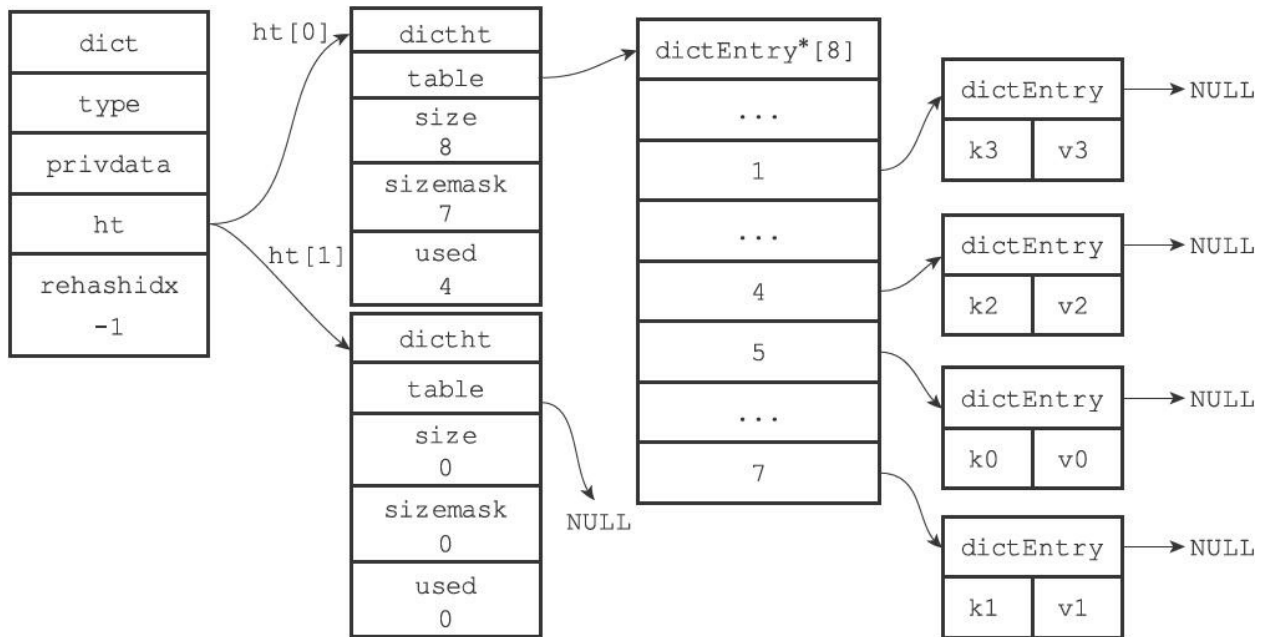 dict
type
privdata
ht
rehashidx
-1
ht[0]
ht[1]
dictht
table
size
8
sizemask
7
used
4
dictht
table
size
0
sizemask
0
used
0
NULL
dictEntry*[8]
...
1
...
4
5
...
7
dictEntry
NULL
k3 v3
dictEntry
NULL
k2 v2
dictEntry
NULL
k0 v0
dictEntry
NULL
k1 v1